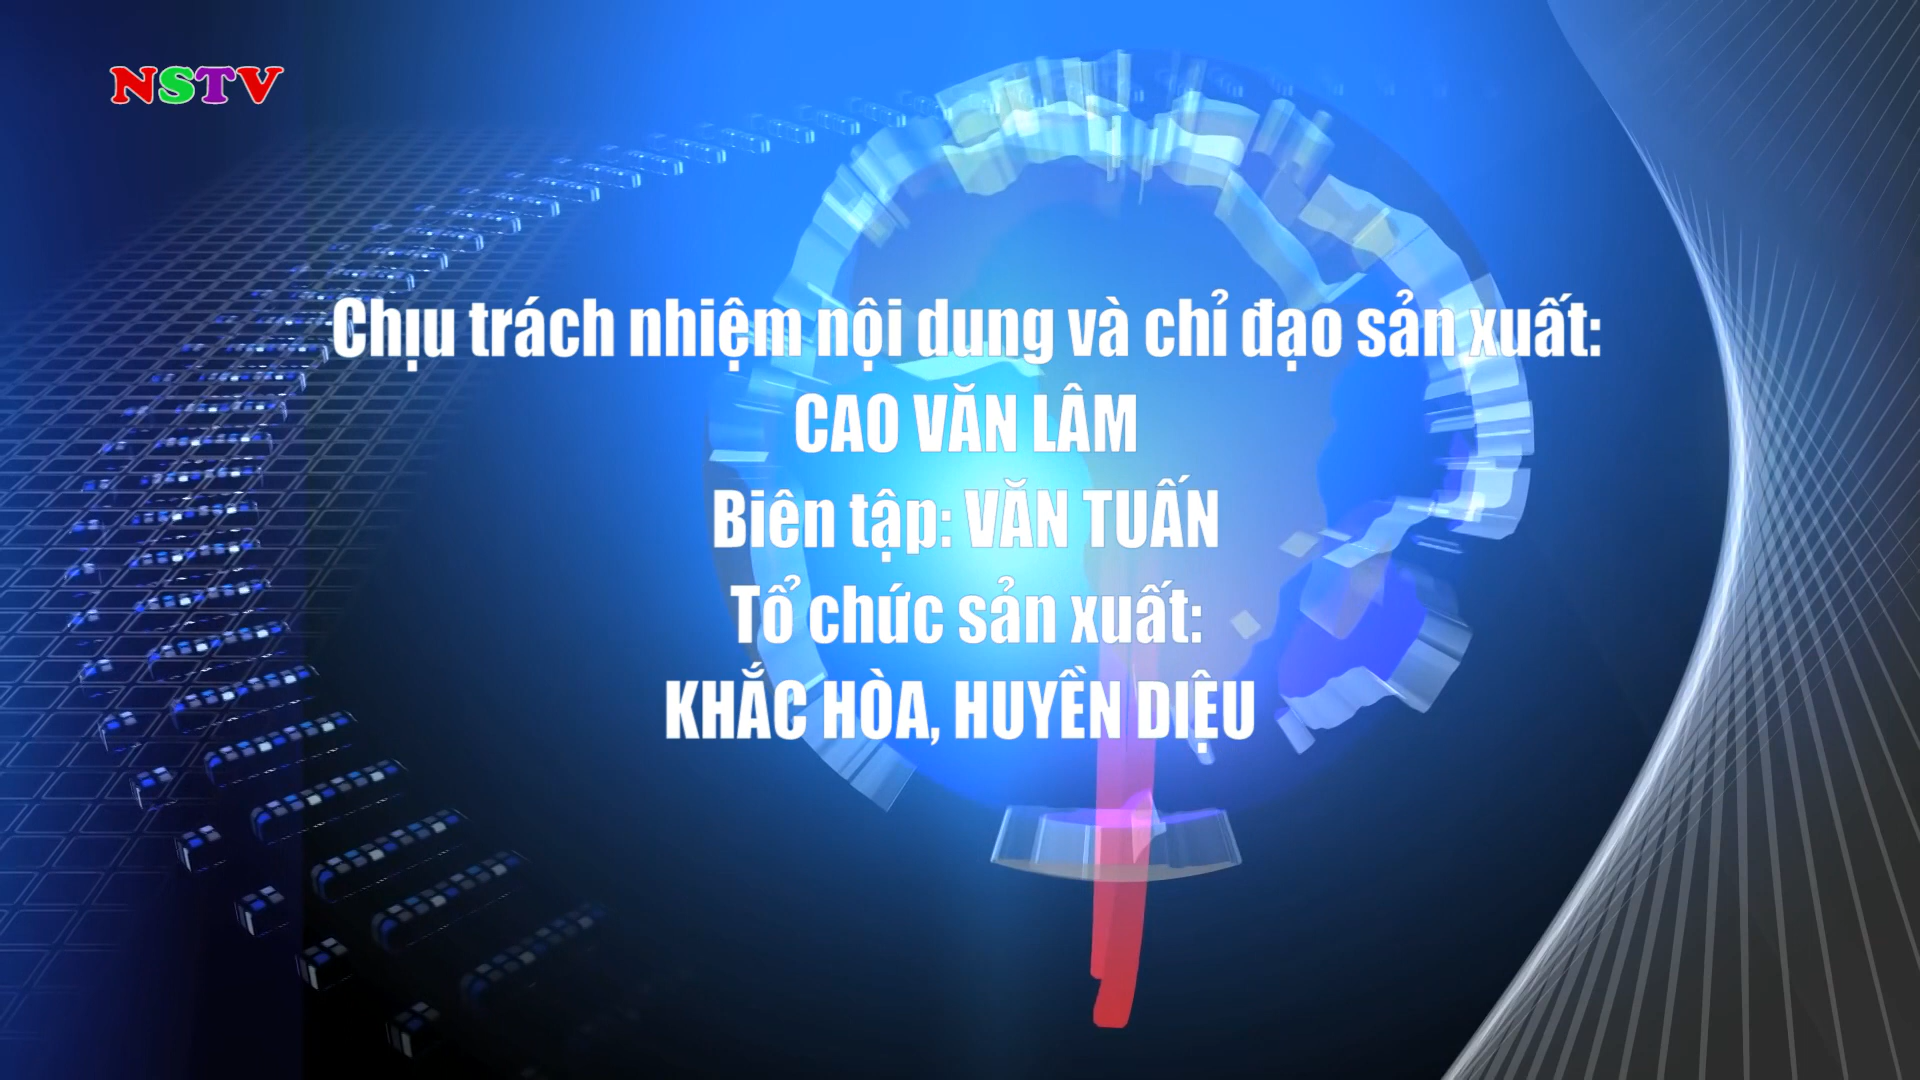 NSTV
Chịu trách nhiệm nội dung và chỉ đạo sản xuất:
CAO VĂN LÂM
Biên tập: VĂN TUẤN
Tổ chức sản xuất:
KHẮC HÒA, HUYỀN DIỆU